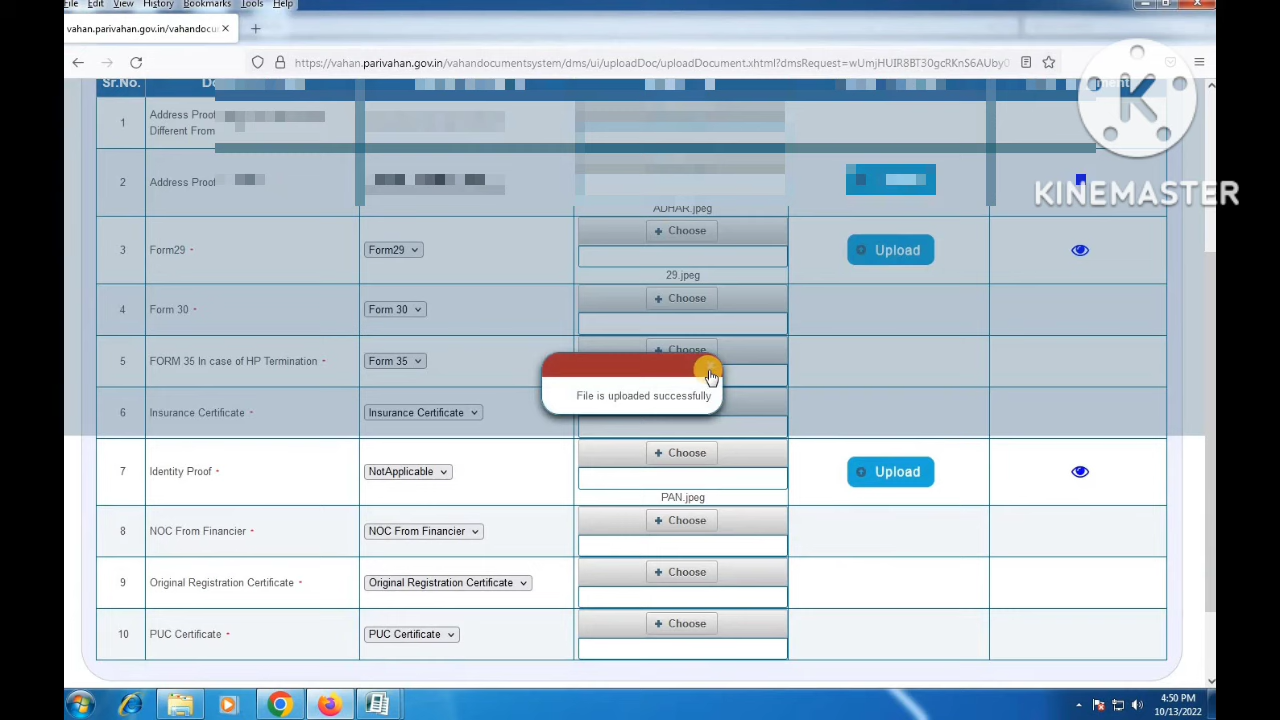 File Edit View History Bookmarks Tools Help
vahan.parivahan.gov.in/vahandocu
https://vahan.parivahan.gov.in/vahandocumentsystem/dms/ui/uploadDoc/uploadDocument.xhtml?dmsRequest=wUmjHUIR8BT30gcRKnS6AUby0
Sr.No.
1 Address Proof
Different From
2 Address Proof
ADHAR.jpeg
3 Form29 * Form29 + Choose Upload
29.jpeg
4 Form 30 * Form 30 + Choose
5 FORM 35 In case of HP Termination * Form 35 + Choose
File is uploaded successfully
6 Insurance Certificate * Insurance Certificate
7 Identity Proof * NotApplicable + Choose Upload
PAN.jpeg
8 NOC From Financier * NOC From Financier + Choose
9 Original Registration Certificate * Original Registration Certificate + Choose
10 PUC Certificate * PUC Certificate + Choose
K
KINEMASTER
4:50 PM
10/13/2022